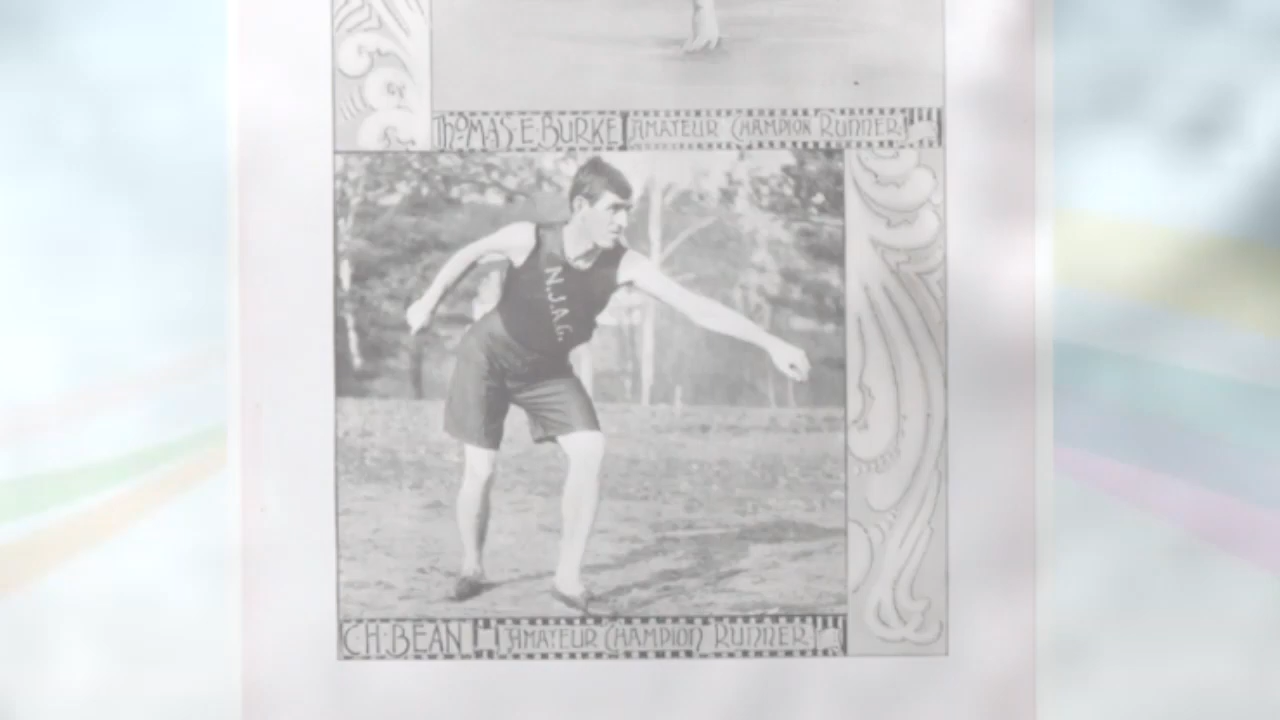 THOMAS·E·BURKE AMATEUR CHAMPION RUNNER
N.J.A.C.
C·H·BEAN AMATEUR CHAMPION RUNNER